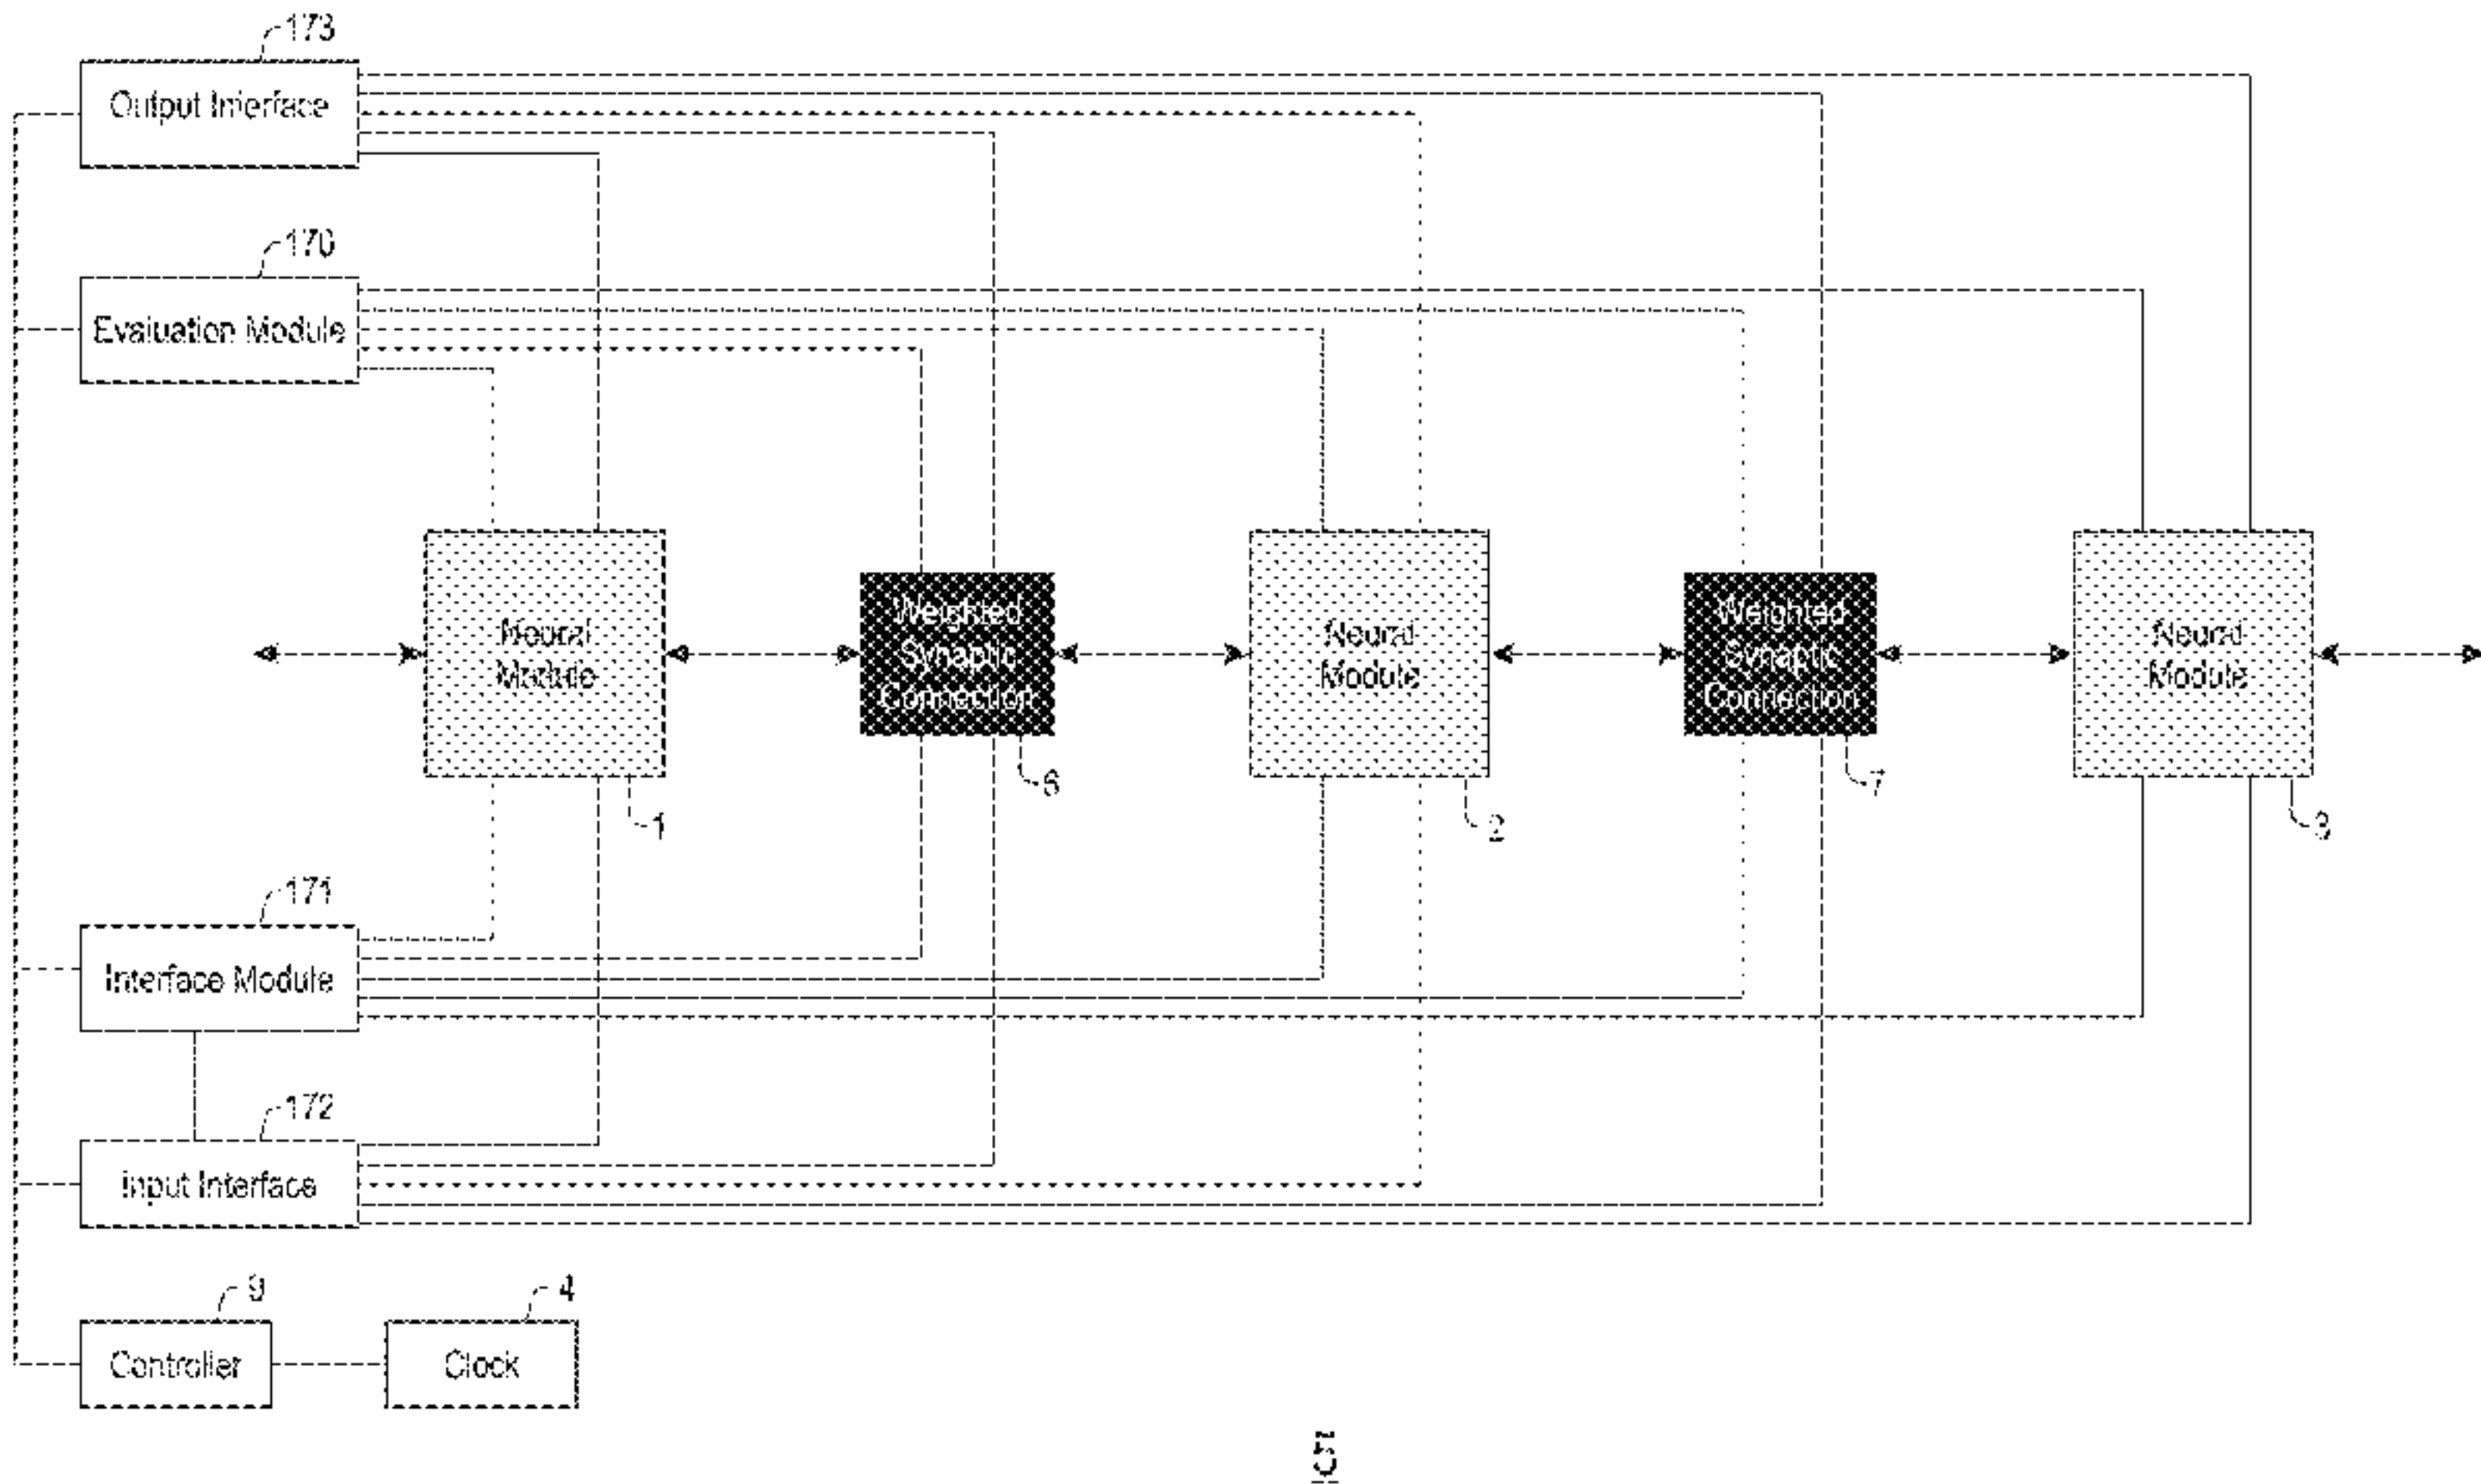 173
Output Interface
170
Evaluation Module
Neural
Module
Weighted
Synaptic
Connection
Neural
Module
Weighted
Synaptic
Connection
Neural
Module
6
7
1
2
3
171
Interface Module
172
Input Interface
9
4
Controller
Clock
5